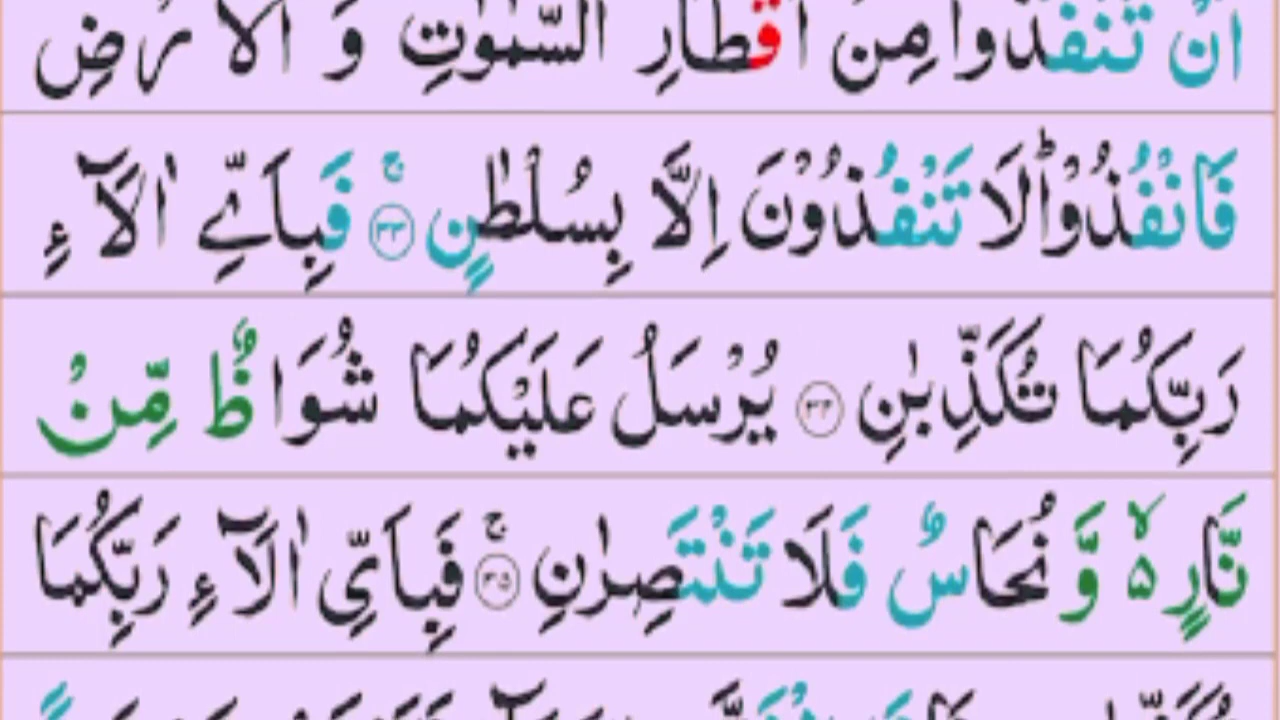 اَنْ تَنْفُذُوْا مِنْ اَقْطَارِ السَّمٰوٰتِ وَ الْاَرْضِ
فَانْفُذُوْا ؕ لَا تَنْفُذُوْنَ اِلَّا بِسُلْطٰنٍ ۚ ﴿۳۳﴾ فَبِاَیِّ اٰلَآءِ
رَبِّكُمَا تُكَذِّبٰنِ ﴿۳۴﴾ یُرْسَلُ عَلَیْكُمَا شُوَاظٌ مِّنْ
نَّارٍ ۬ۙ وَّ نُحَاسٌ فَلَا تَنْتَصِرٰنِ ۚ ﴿۳۵﴾ فَبِاَیِّ اٰلَآءِ رَبِّكُمَا